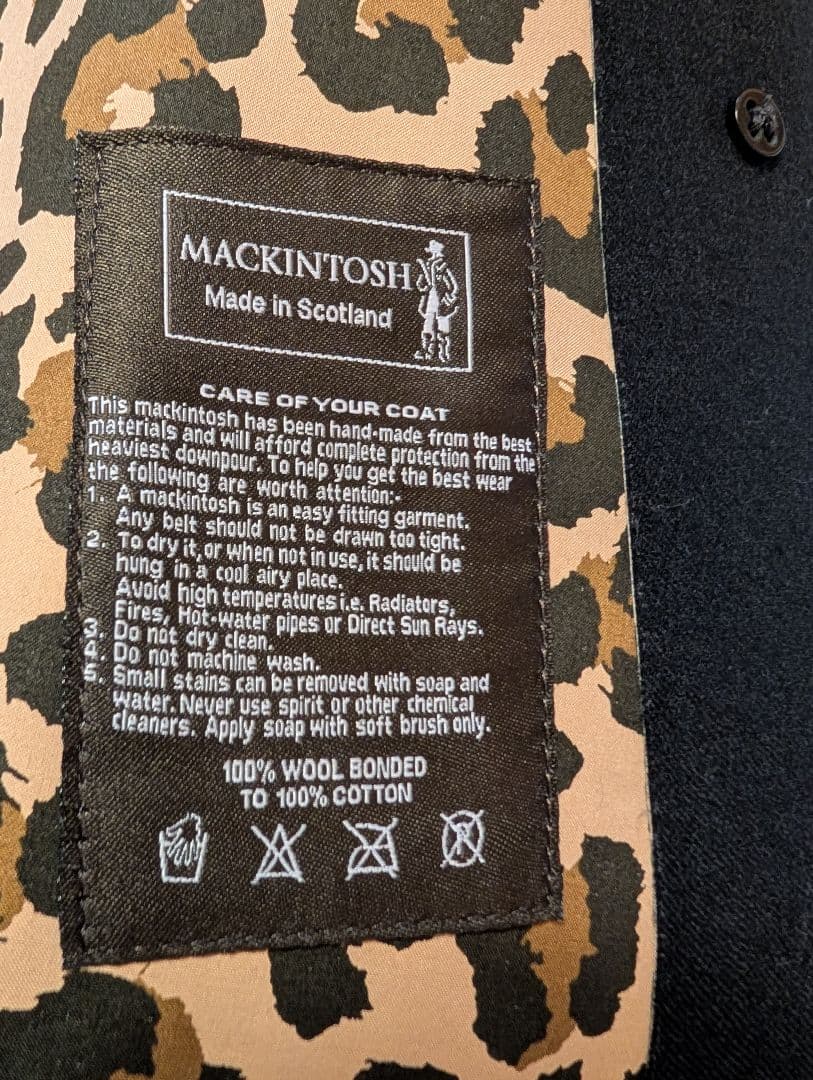 MACKINTOSH
Made in Scotland
CARE OF YOUR COAT
This mackintosh has been hand-made from the best
materials and will afford complete protection from the
heaviest downpour. To help you get the best wear
the following are worth attention:-
1. A mackintosh is an easy fitting garment.
Any belt should not be drawn too tight.
2. To dry it, or when not in use, it should be
hung in a cool airy place.
Avoid high temperatures i.e. Radiators,
Fires, Hot-water pipes or Direct Sun Rays.
3. Do not dry clean.
4. Do not machine wash.
5. Small stains can be removed with soap and
water. Never use spirit or other chemical
cleaners. Apply soap with soft brush only.
100% WOOL BONDED
TO 100% COTTON